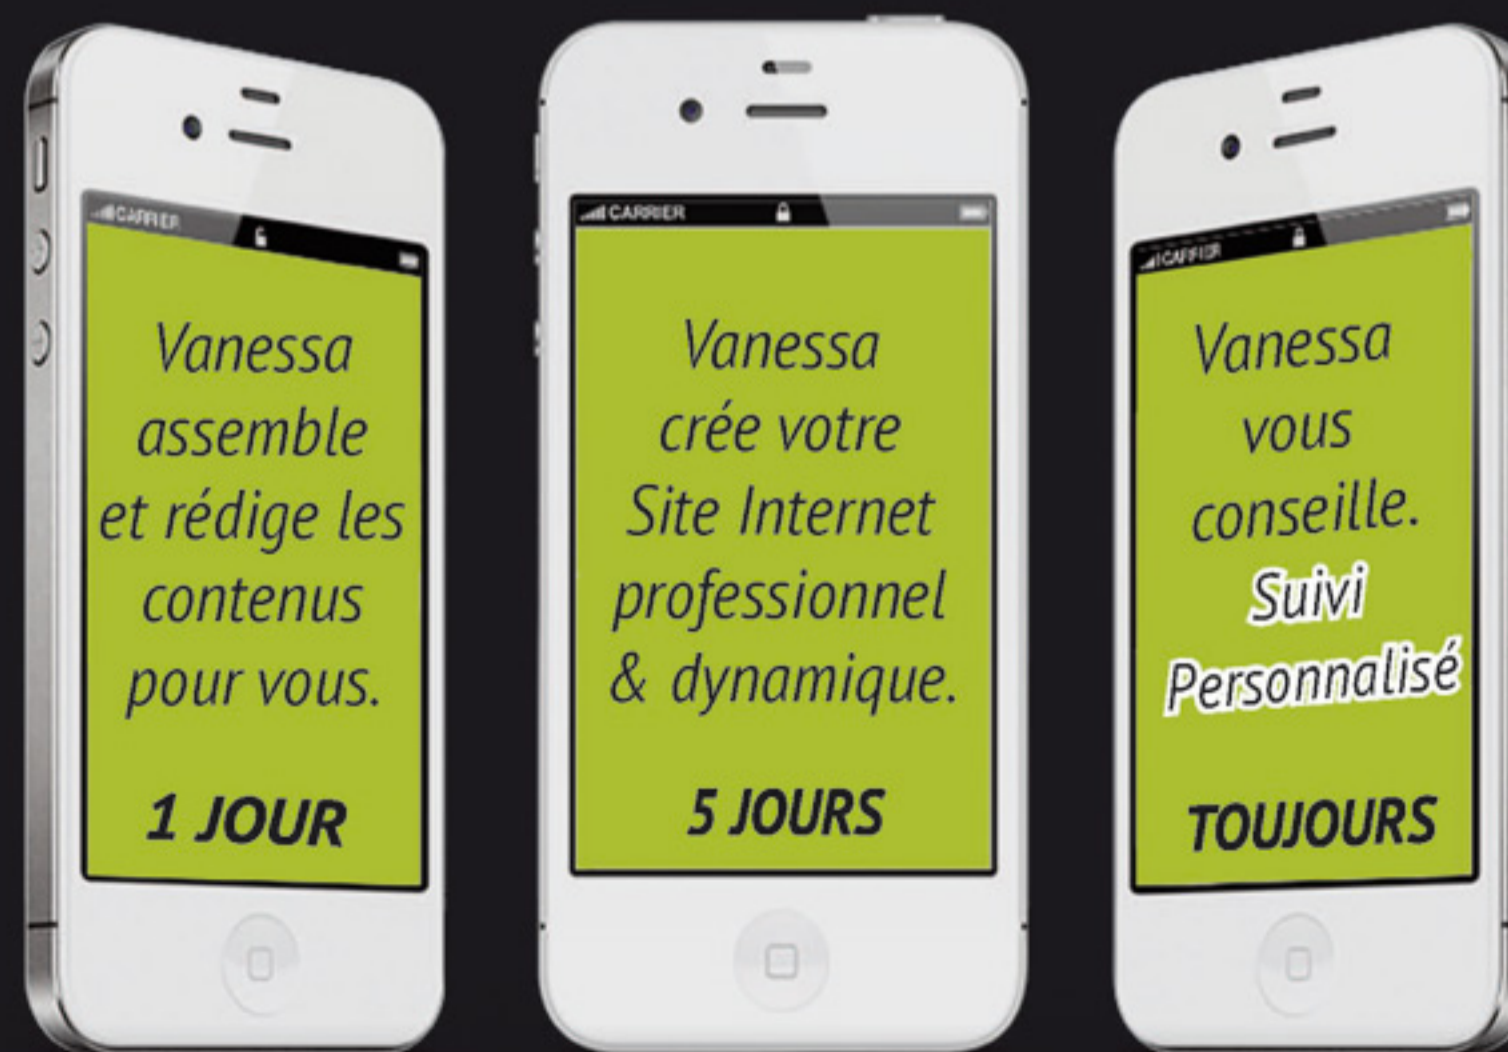 CARRIER
Vanessa
assemble
et rédige les
contenus
pour vous.
1 JOUR
CARRIER
Vanessa
crée votre
Site Internet
professionnel
& dynamique.
5 JOURS
CARRIER
Vanessa
vous
conseille.
Suivi
Personnalisé
TOUJOURS